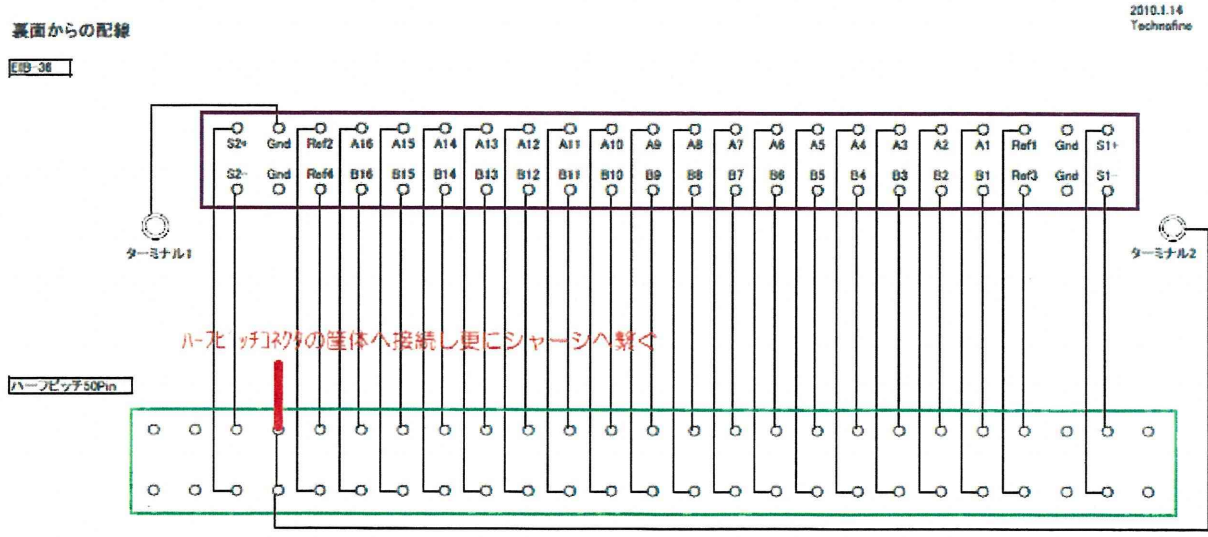 2010.1.14
Technofine
裏面からの配線
EIB-36
S2+ Gnd Ref2 A16 A15 A14 A13 A12 A11 A10 A9 A8 A7 A6 A5 A4 A3 A2 A1 Ref1 Gnd S1+
S2- Gnd Ref4 B16 B15 B14 B13 B12 B11 B10 B9 B8 B7 B6 B5 B4 B3 B2 B1 Ref3 Gnd S1-
ターミナル1
ターミナル2
ハーフピッチコネクタの筐体へ接続し更にシャーシへ繋ぐ
ハーフピッチ50Pin